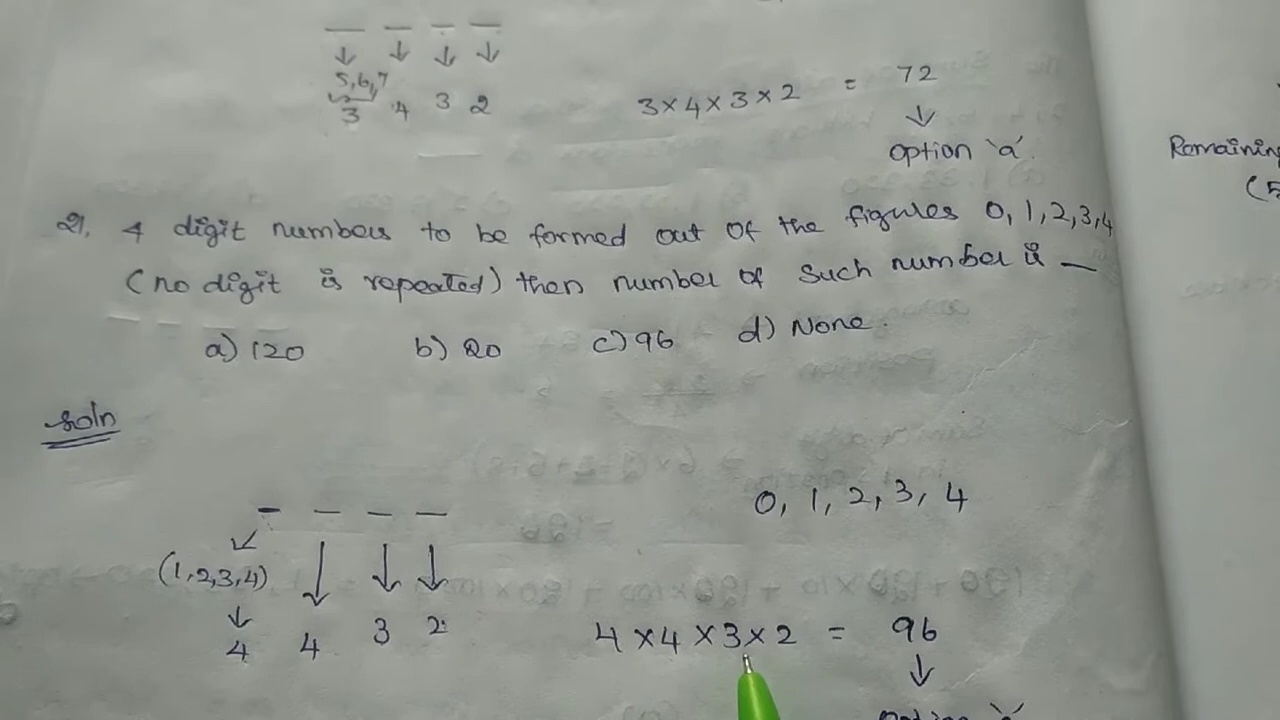 5,6,7
3 4 3 2
3×4×3×2 = 72
option 'a'
Remaining
2. 4 digit numbers to be formed out of the figures 0, 1, 2, 3, 4
(no digit is repeated) then number of such number is —
a) 120 b) 20 c) 96 d) None.
Soln
0, 1, 2, 3, 4
(1,2,3,4)
4 4 3 2
4 × 4 × 3 × 2 = 96